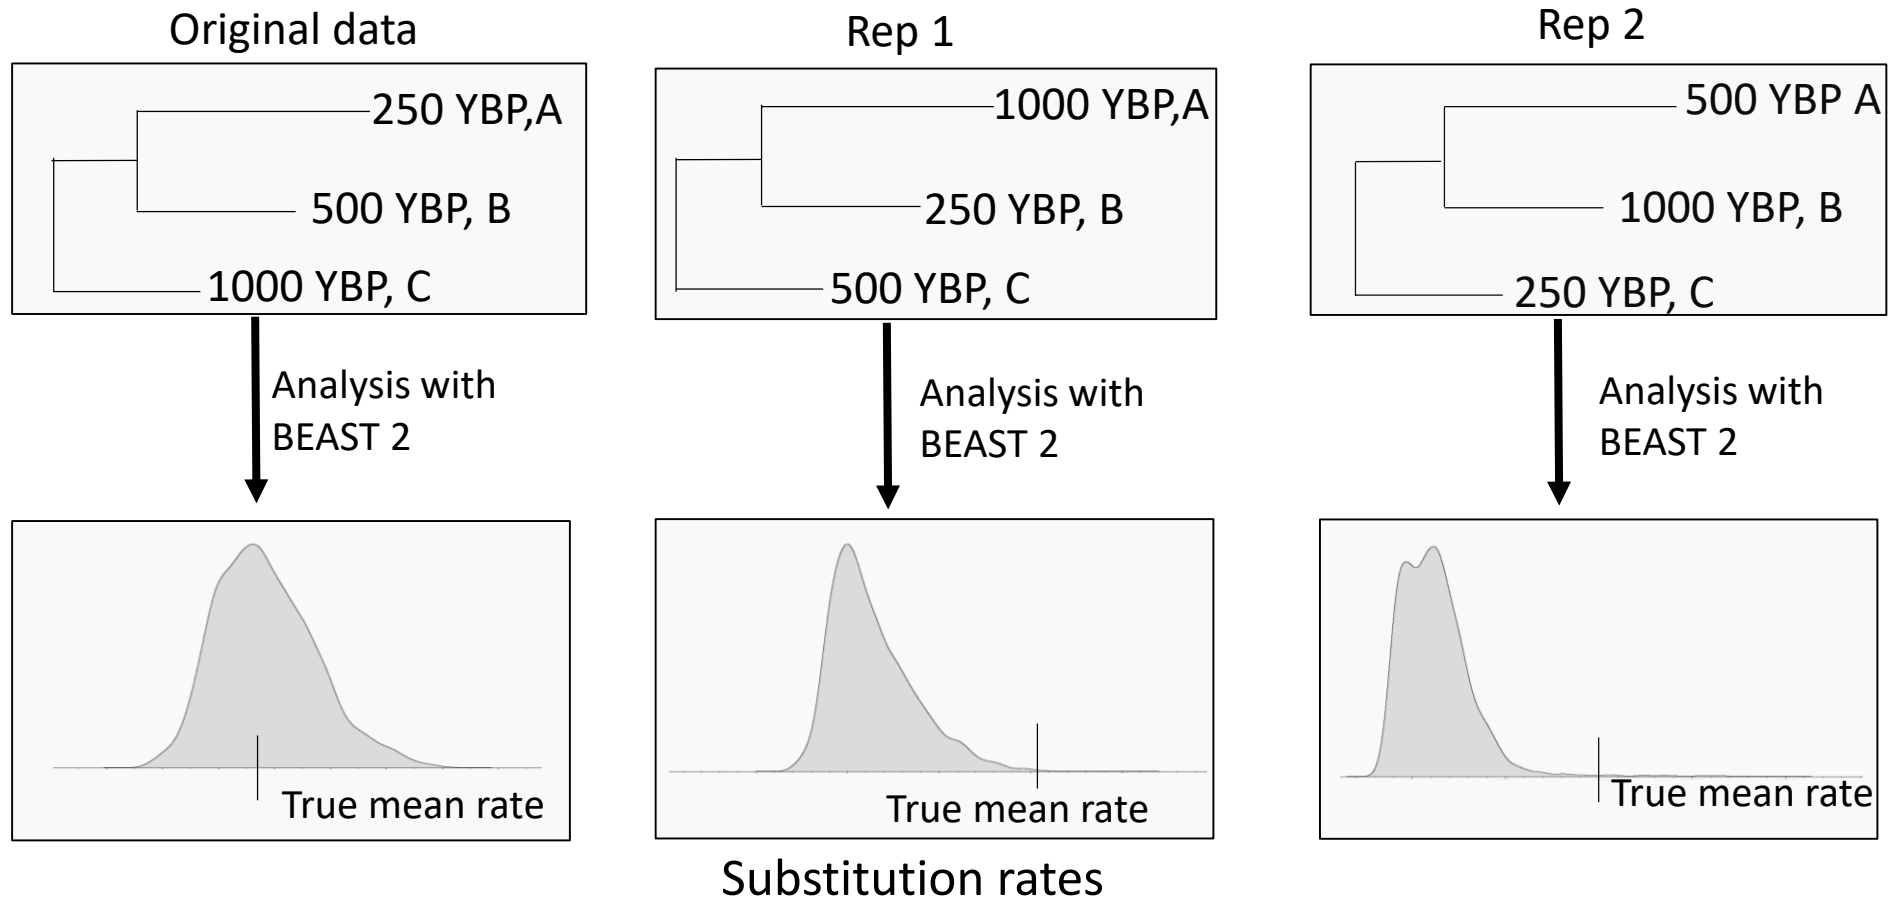 Original data
250 YBP,A
500 YBP, B
1000 YBP, C
Analysis with
BEAST 2
True mean rate
Rep 1
1000 YBP,A
250 YBP, B
500 YBP, C
Analysis with
BEAST 2
True mean rate
Rep 2
500 YBP A
1000 YBP, B
250 YBP, C
Analysis with
BEAST 2
True mean rate
Substitution rates